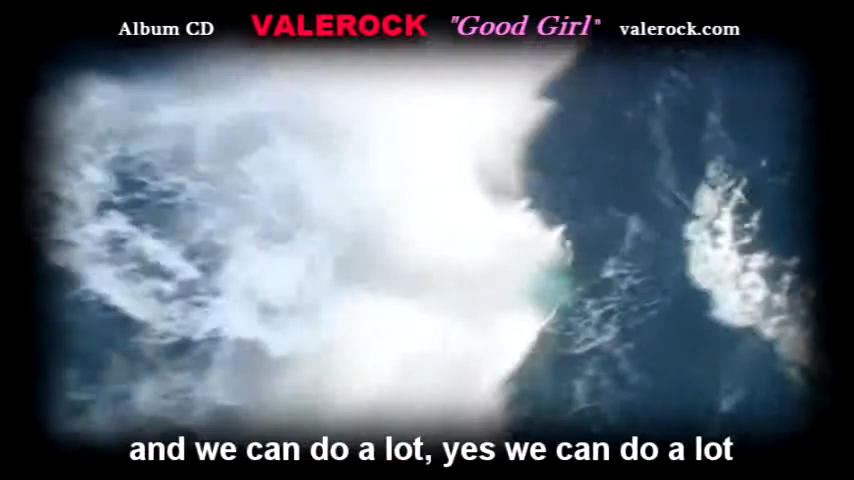 Album CD VALEROCK "Good Girl" valerock.com
and we can do a lot, yes we can do a lot